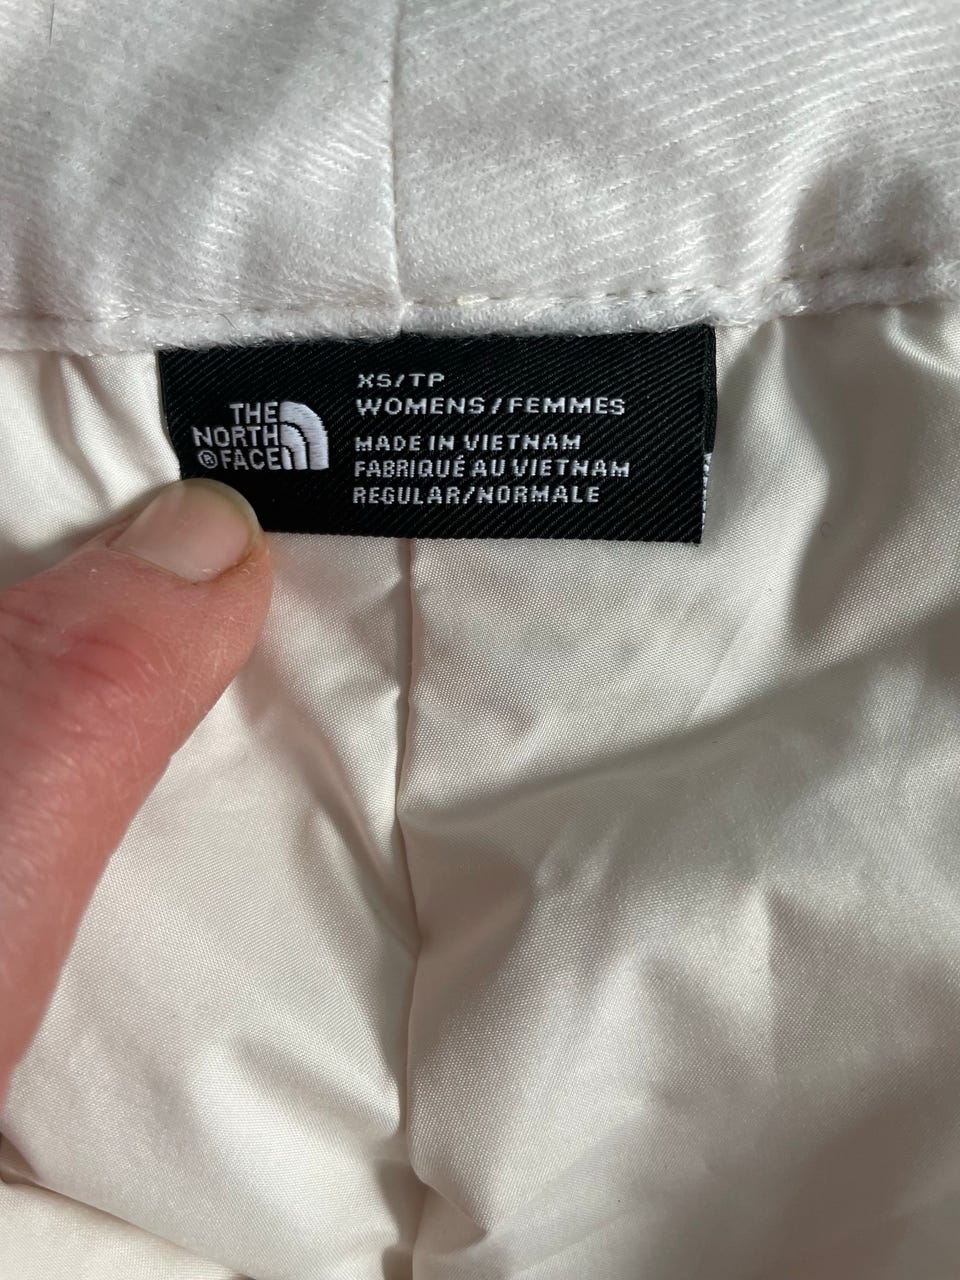 THE
NORTH
® FACE
XS/TP
WOMENS/FEMMES
MADE IN VIETNAM
FABRIQUÉ AU VIETNAM
REGULAR/NORMALE